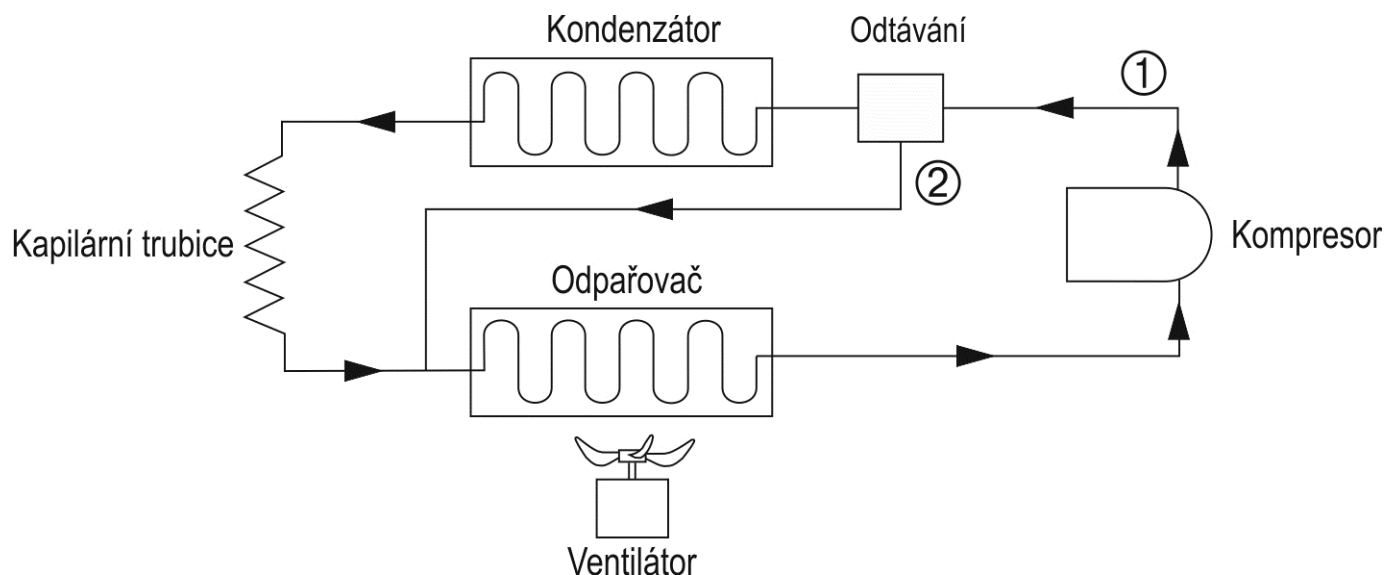 Kondenzátor
Odtávání
①
②
Kapilární trubice
Kompresor
Odpařovač
Ventilátor